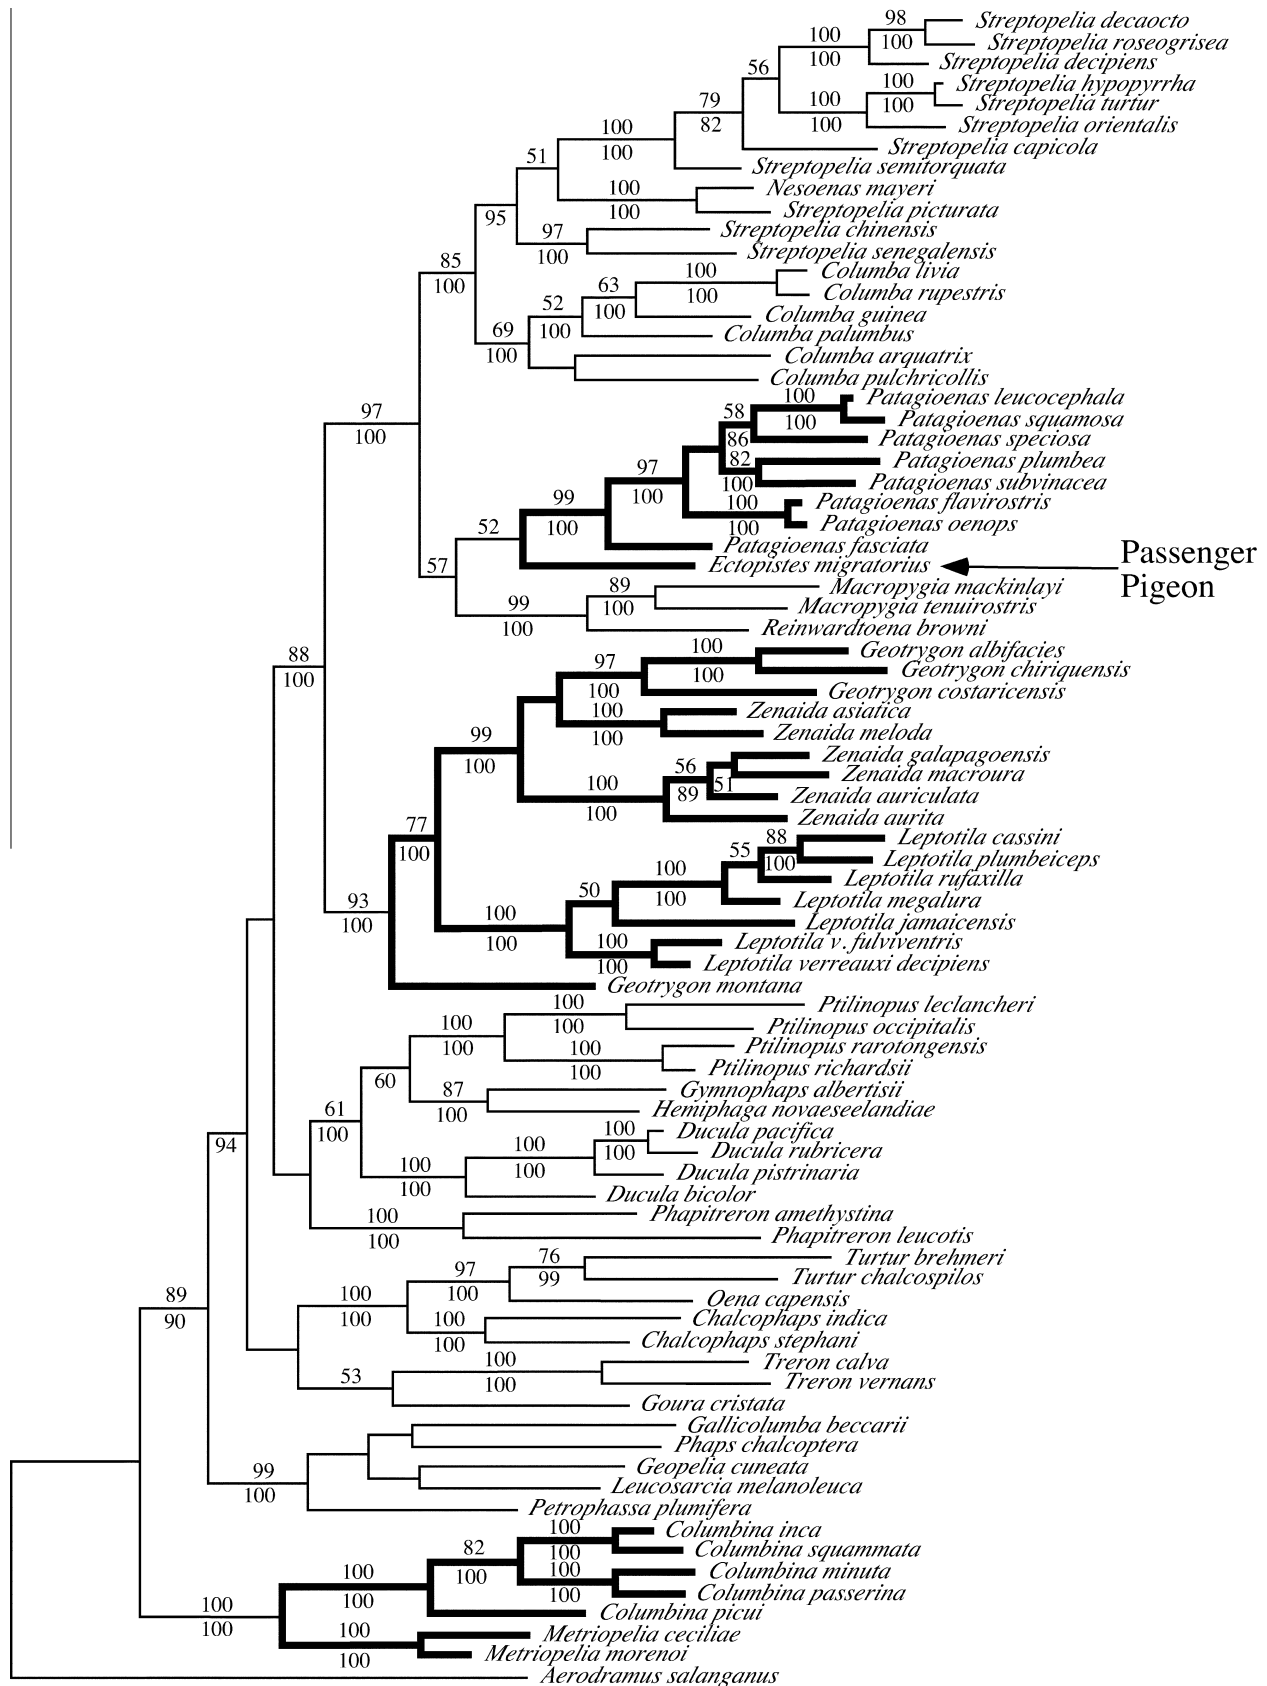 98
Streptopelia decaocto
100
100
Streptopelia roseogrisea
100
Streptopelia decipiens
56
100
Streptopelia hypopyrrha
79
100
100
Streptopelia turtur
82
100
Streptopelia orientalis
100
Streptopelia capicola
51
100
Streptopelia semitorquata
100
Nesoenas mayeri
95
100
Streptopelia picturata
97
Streptopelia chinensis
100
Streptopelia senegalensis
85
100
Columba livia
100
63
100
Columba rupestris
52
100
Columba guinea
69
100
Columba palumbus
100
Columba arquatrix
Columba pulchricollis
100
Patagioenas leucocephala
97
58
100
Patagioenas squamosa
100
86
Patagioenas speciosa
97
82
Patagioenas plumbea
100
100
Patagioenas subvinacea
99
100
Patagioenas flavirostris
52
100
100
Patagioenas oenops
Patagioenas fasciata
57
Ectopistes migratorius
Passenger
Pigeon
89
Macropygia mackinlayi
99
100
Macropygia tenuirostris
100
Reinwardtoena browni
88
100
Geotrygon albifacies
100
97
100
Geotrygon chiriquensis
100
Geotrygon costaricensis
100
Zenaida asiatica
99
100
Zenaida meloda
100
Zenaida galapagoensis
56
Zenaida macroura
100
89
51
Zenaida auriculata
100
Zenaida aurita
77
88
Leptotila cassini
100
55
100
Leptotila plumbeiceps
100
Leptotila rufaxilla
93
50
100
Leptotila megalura
100
100
Leptotila jamaicensis
100
100
Leptotila v. fulviventris
100
Leptotila verreauxi decipiens
Geotrygon montana
100
Ptilinopus leclancheri
100
100
Ptilinopus occipitalis
100
100
Ptilinopus rarotongensis
60
100
Ptilinopus richardsii
87
Gymnophaps albertisii
61
100
Hemiphaga novaeseelandiae
94
100
100
Ducula pacifica
100
100
Ducula rubricera
100
100
Ducula pistrinaria
100
Ducula bicolor
100
Phapitreron amethystina
100
Phapitreron leucotis
76
Turtur brehmeri
97
99
Turtur chalcospilos
89
100
100
Oena capensis
90
100
100
Chalcophaps indica
100
Chalcophaps stephani
53
100
Treron calva
100
Treron vernans
Goura cristata
Gallicolumba beccarii
Phaps chalcoptera
99
Geopelia cuneata
100
Leucosarcia melanoleuca
Petrophassa plumifera
100
Columbina inca
82
100
Columbina squammata
100
100
100
Columbina minuta
100
100
Columbina passerina
100
Columbina picui
100
100
Metriopelia ceciliae
100
Metriopelia morenoi
Aerodramus salanganus